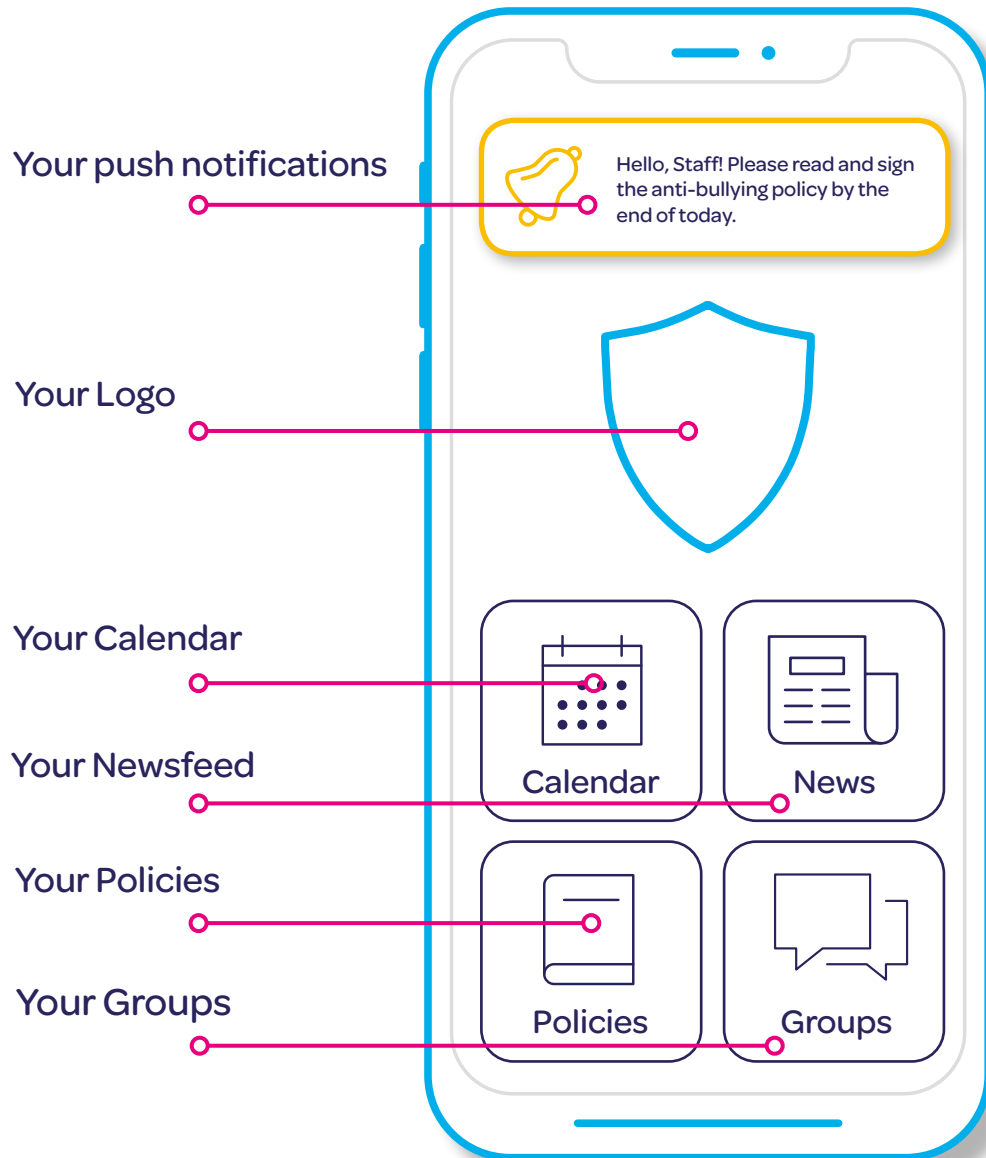 Your push notifications
Hello, Staff! Please read and sign
the anti-bullying policy by the
end of today.
Your Logo
Your Calendar
Your Newsfeed
Calendar
News
Your Policies
Your Groups
Policies
Groups